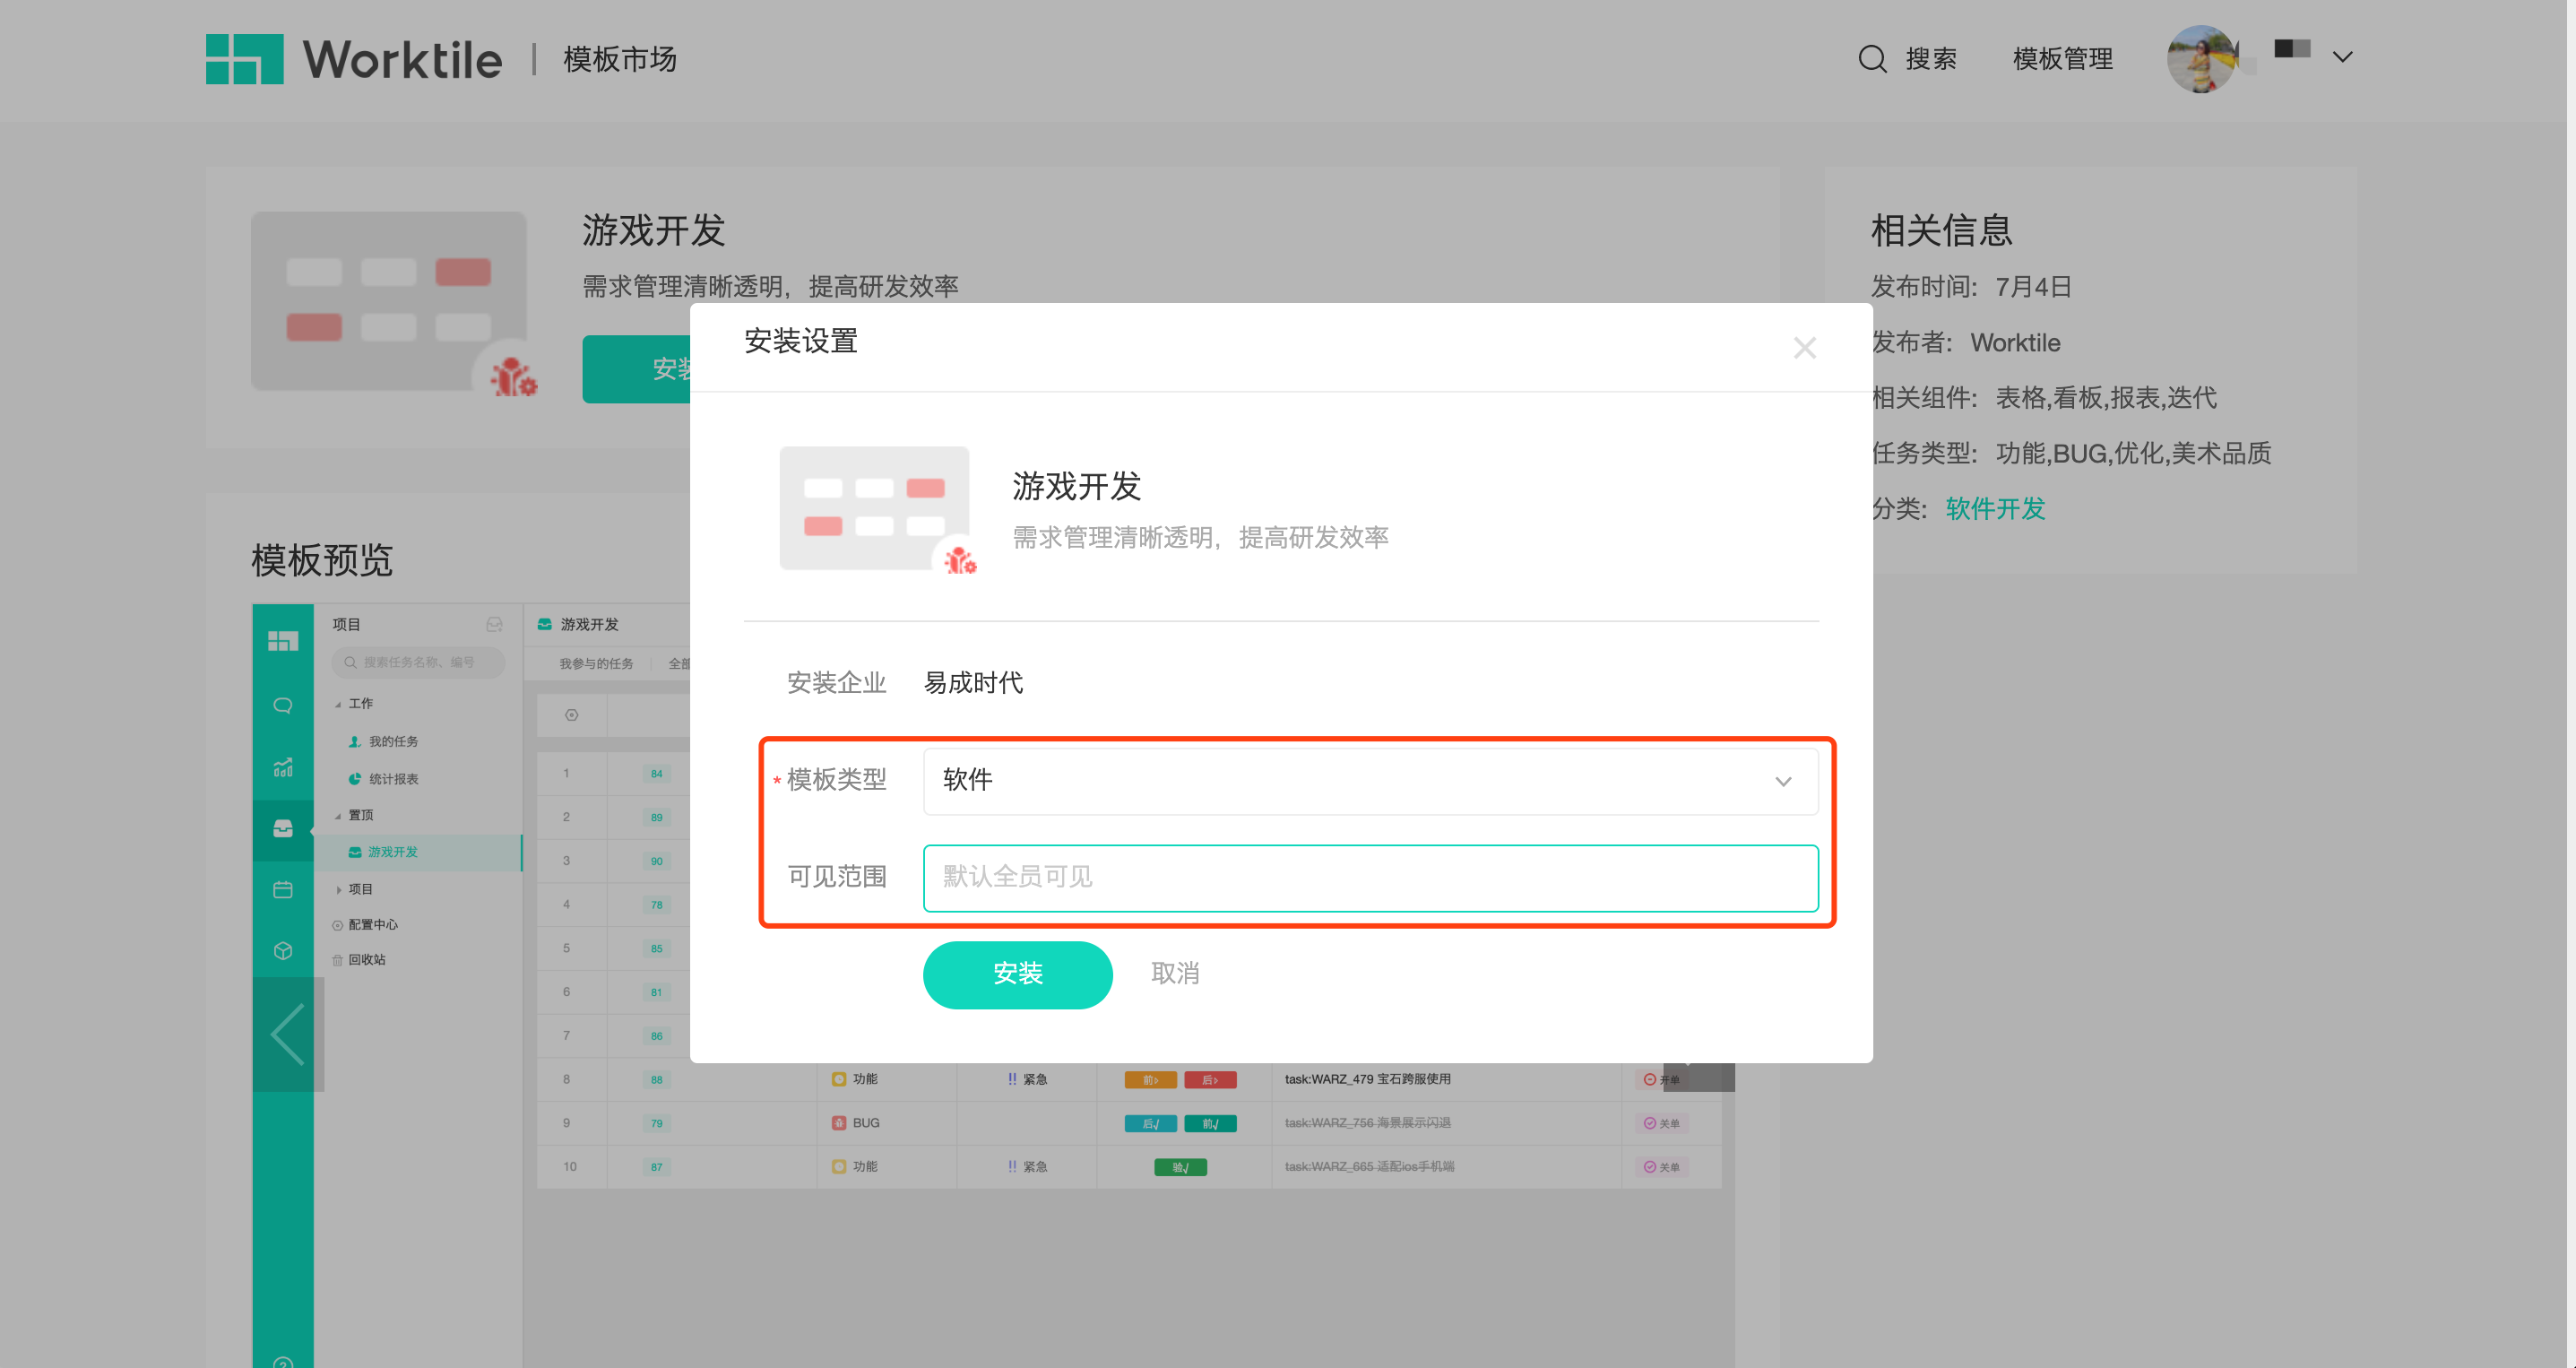 Worktile | 模板市场
搜索
模板管理
游戏开发
需求管理清晰透明，提高研发效率
安装
相关信息
发布时间： 7月4日
发布者： Worktile
相关组件： 表格,看板,报表,迭代
任务类型： 功能,BUG,优化,美术品质
分类： 软件开发
安装设置
游戏开发
需求管理清晰透明，提高研发效率
安装企业 易成时代
* 模板类型 软件
可见范围 默认全员可见
安装 取消
模板预览
项目
搜索任务名称、编号
工作
我的任务
统计报表
置顶
游戏开发
项目
配置中心
回收站
游戏开发
我参与的任务 全部
1 84
2 89
3 90
4 78
5 85
6 81
7 86
8 88 功能 !! 紧急 前› 后› task:WARZ_479 宝石跨服使用 开单
9 79 BUG 后√ 前√ task:WARZ_756 海景展示闪退 关单
10 87 功能 !! 紧急 验√ task:WARZ_665 适配ios手机端 关单